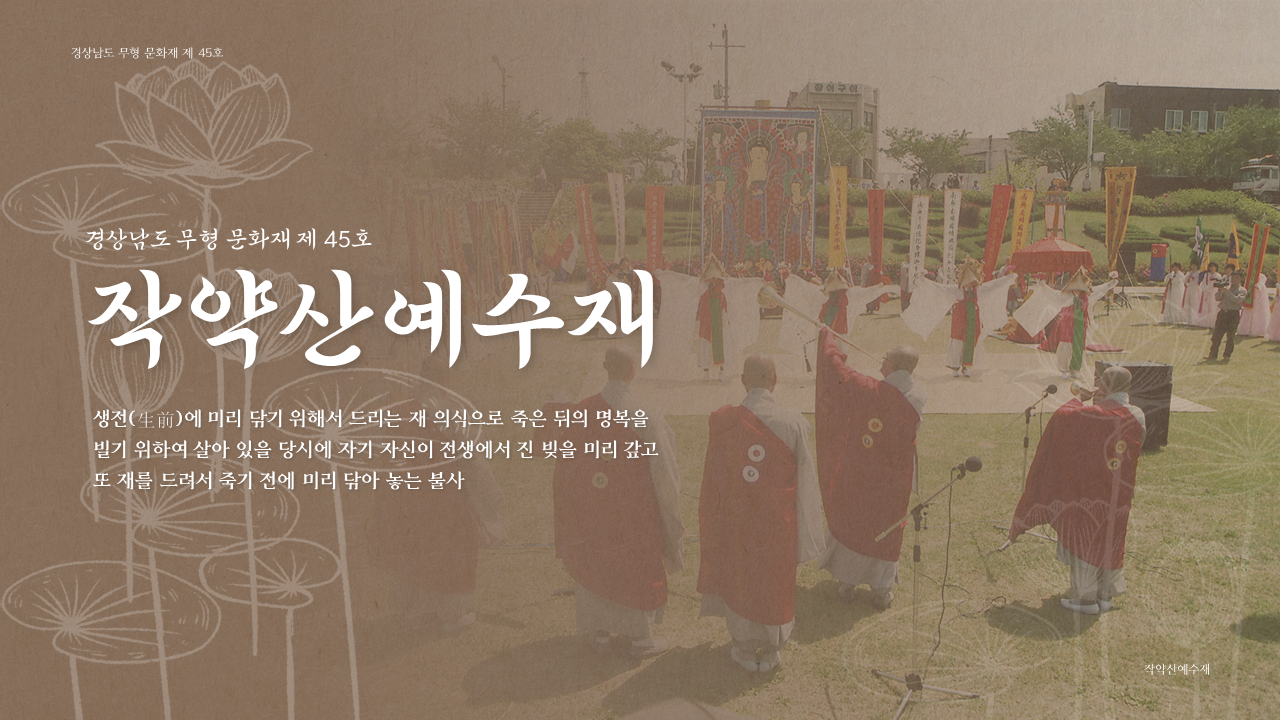 경상남도 무형 문화재 제 45호
경상남도 무형 문화재 제 45호
작약산예수재
생전(生前)에 미리 닦기 위해서 드리는 재 의식으로 죽은 뒤의 명복을
빌기 위하여 살아 있을 당시에 자기 자신이 전생에서 진 빚을 미리 갚고
또 재를 드려서 죽기 전에 미리 닦아 놓는 불사
작약산예수재